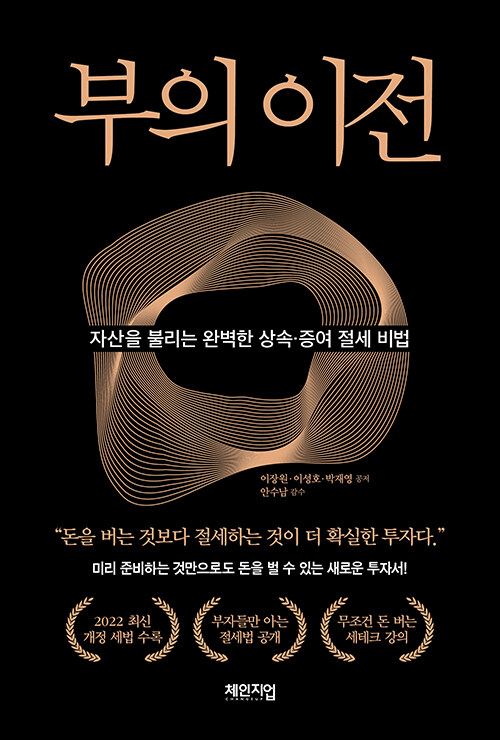 부의 이전
자산을 불리는 완벽한 상속·증여 절세 비법
이장원·이성호·박재영 공저
안수남 감수
“돈을 버는 것보다 절세하는 것이 더 확실한 투자다.”
미리 준비하는 것만으로도 돈을 벌 수 있는 새로운 투자서!
2022 최신
개정 세법 수록
부자들만 아는
절세법 공개
무조건 돈 버는
세테크 강의
체인지업
CHANGEUP